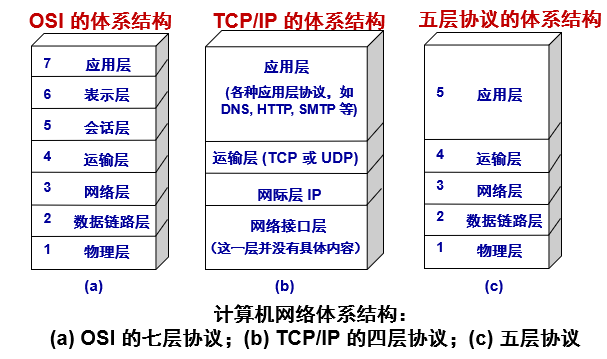 OSI 的体系结构
7 应用层
6 表示层
5 会话层
4 运输层
3 网络层
2 数据链路层
1 物理层
(a)
TCP/IP 的体系结构
应用层
(各种应用层协议，如
DNS, HTTP, SMTP 等)
运输层 (TCP 或 UDP)
网际层 IP
网络接口层
（这一层并没有具体内容）
(b)
五层协议的体系结构
5 应用层
4 运输层
3 网络层
2 数据链路层
1 物理层
(c)
计算机网络体系结构：
(a) OSI 的七层协议；(b) TCP/IP 的四层协议；(c) 五层协议